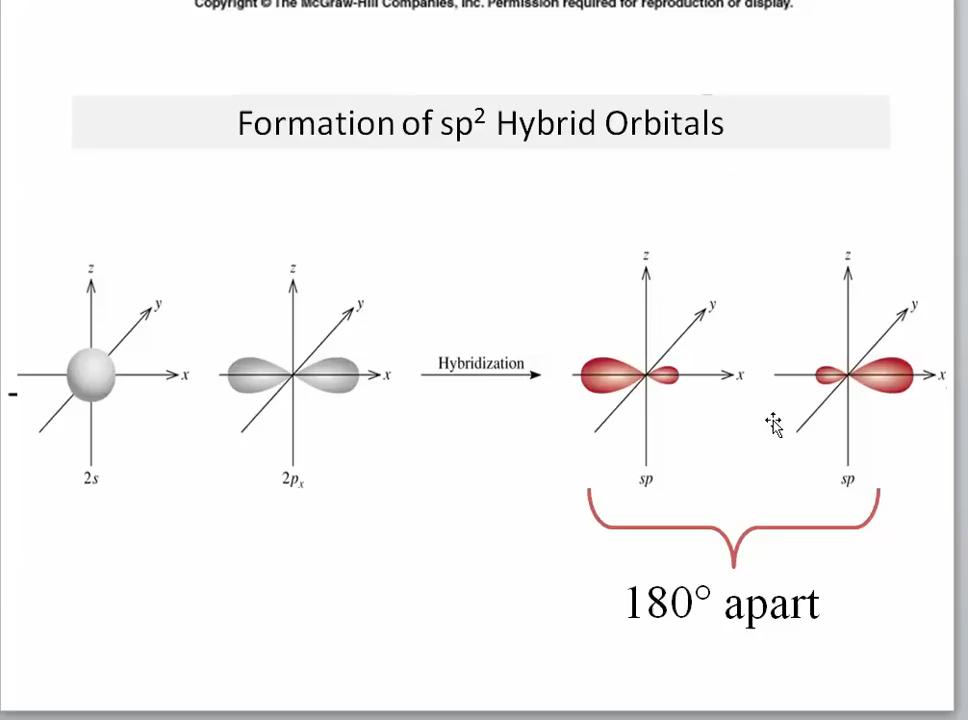 Copyright © The McGraw-Hill Companies, Inc. Permission required for reproduction or display.
Formation of sp² Hybrid Orbitals
z z z z
y y y y
Hybridization
x x x x
2s 2pₓ sp sp
180° apart